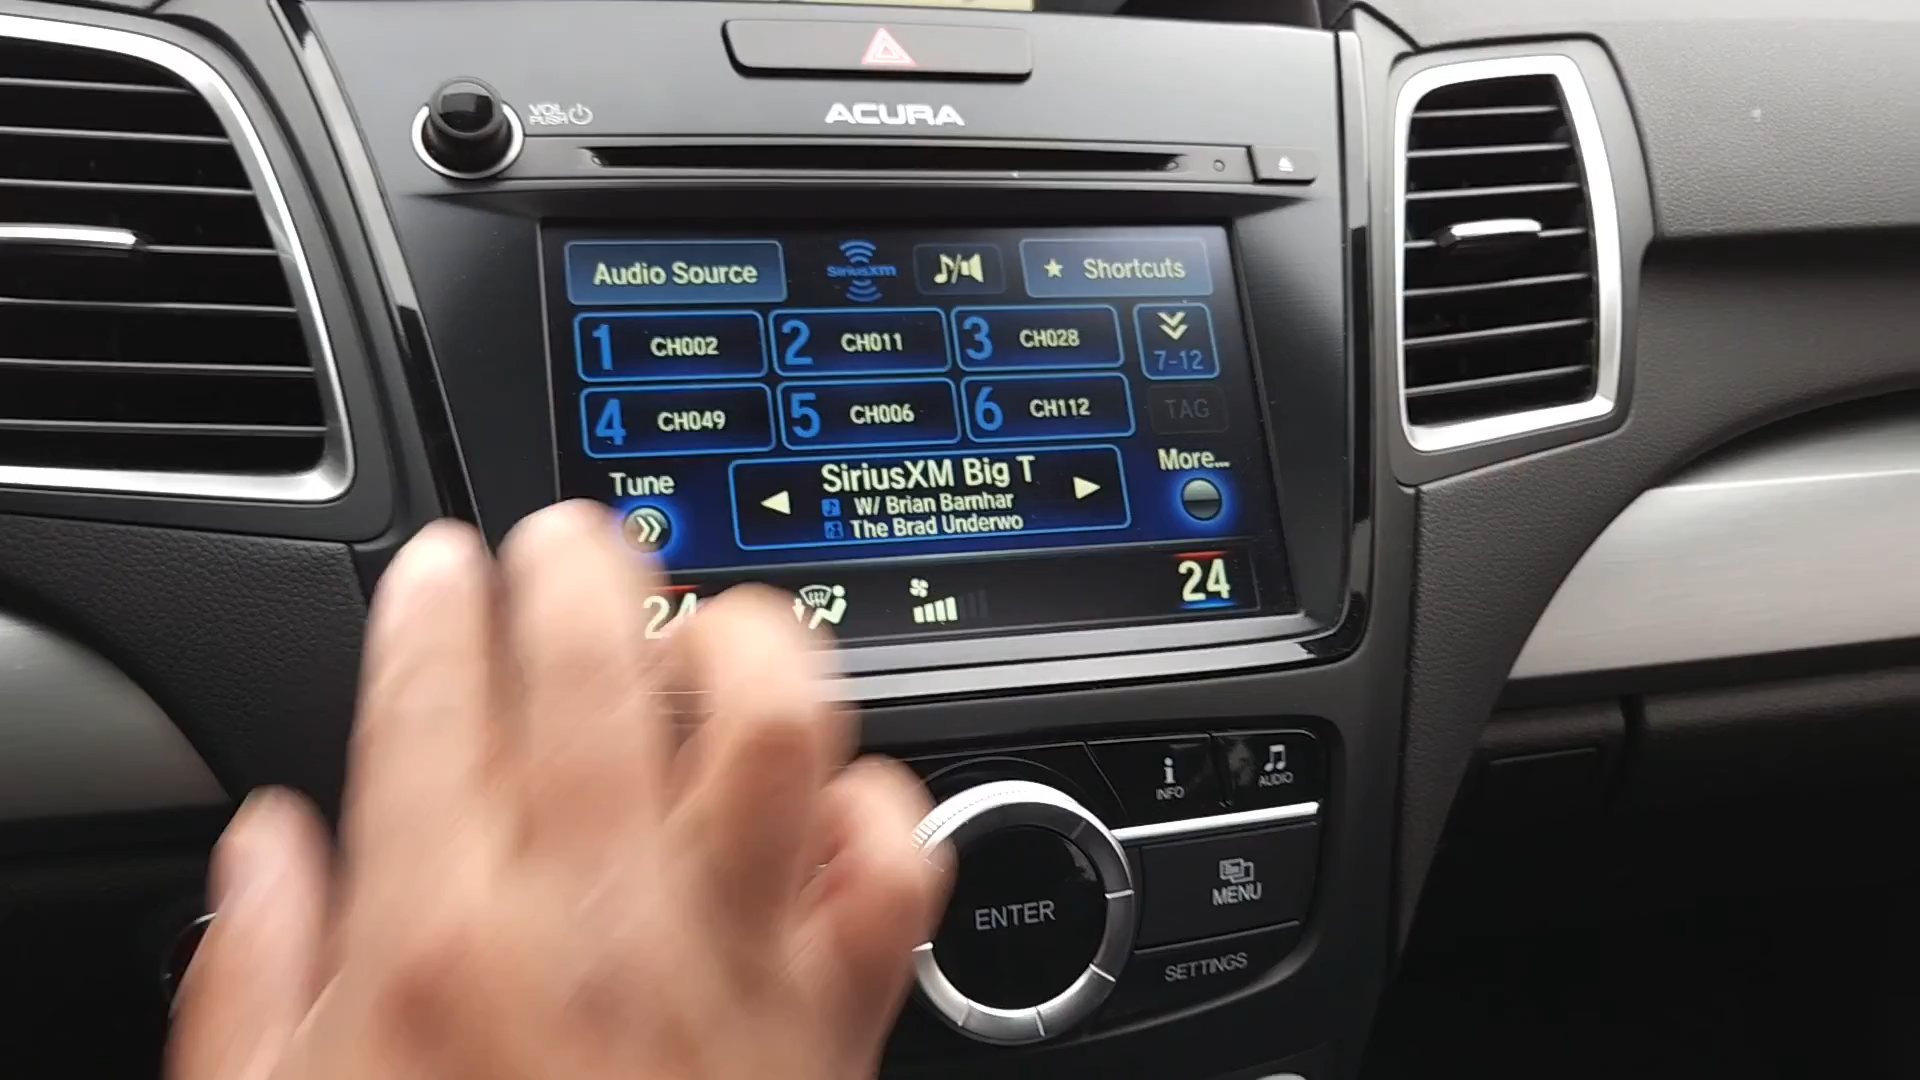 VOL
PUSH
ACURA
Audio Source
SiriusXM
Shortcuts
1 CH002
2 CH011
3 CH028
7-12
4 CH049
5 CH006
6 CH112
TAG
Tune
SiriusXM Big T
W/ Brian Barnhar
The Brad Underwo
More...
24
24
i
INFO
AUDIO
ENTER
MENU
SETTINGS